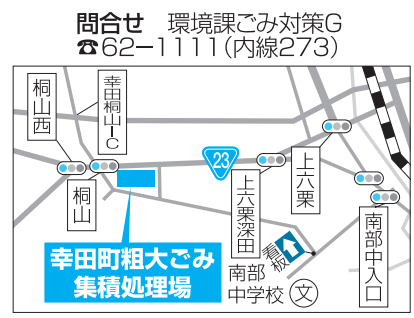 問合せ　環境課ごみ対策G
☎62−1111(内線273)
桐山西
幸田桐山IC
桐山
23
上六栗深田
上六栗
南部中入口
看板
南部
中学校
文
幸田町粗大ごみ
集積処理場